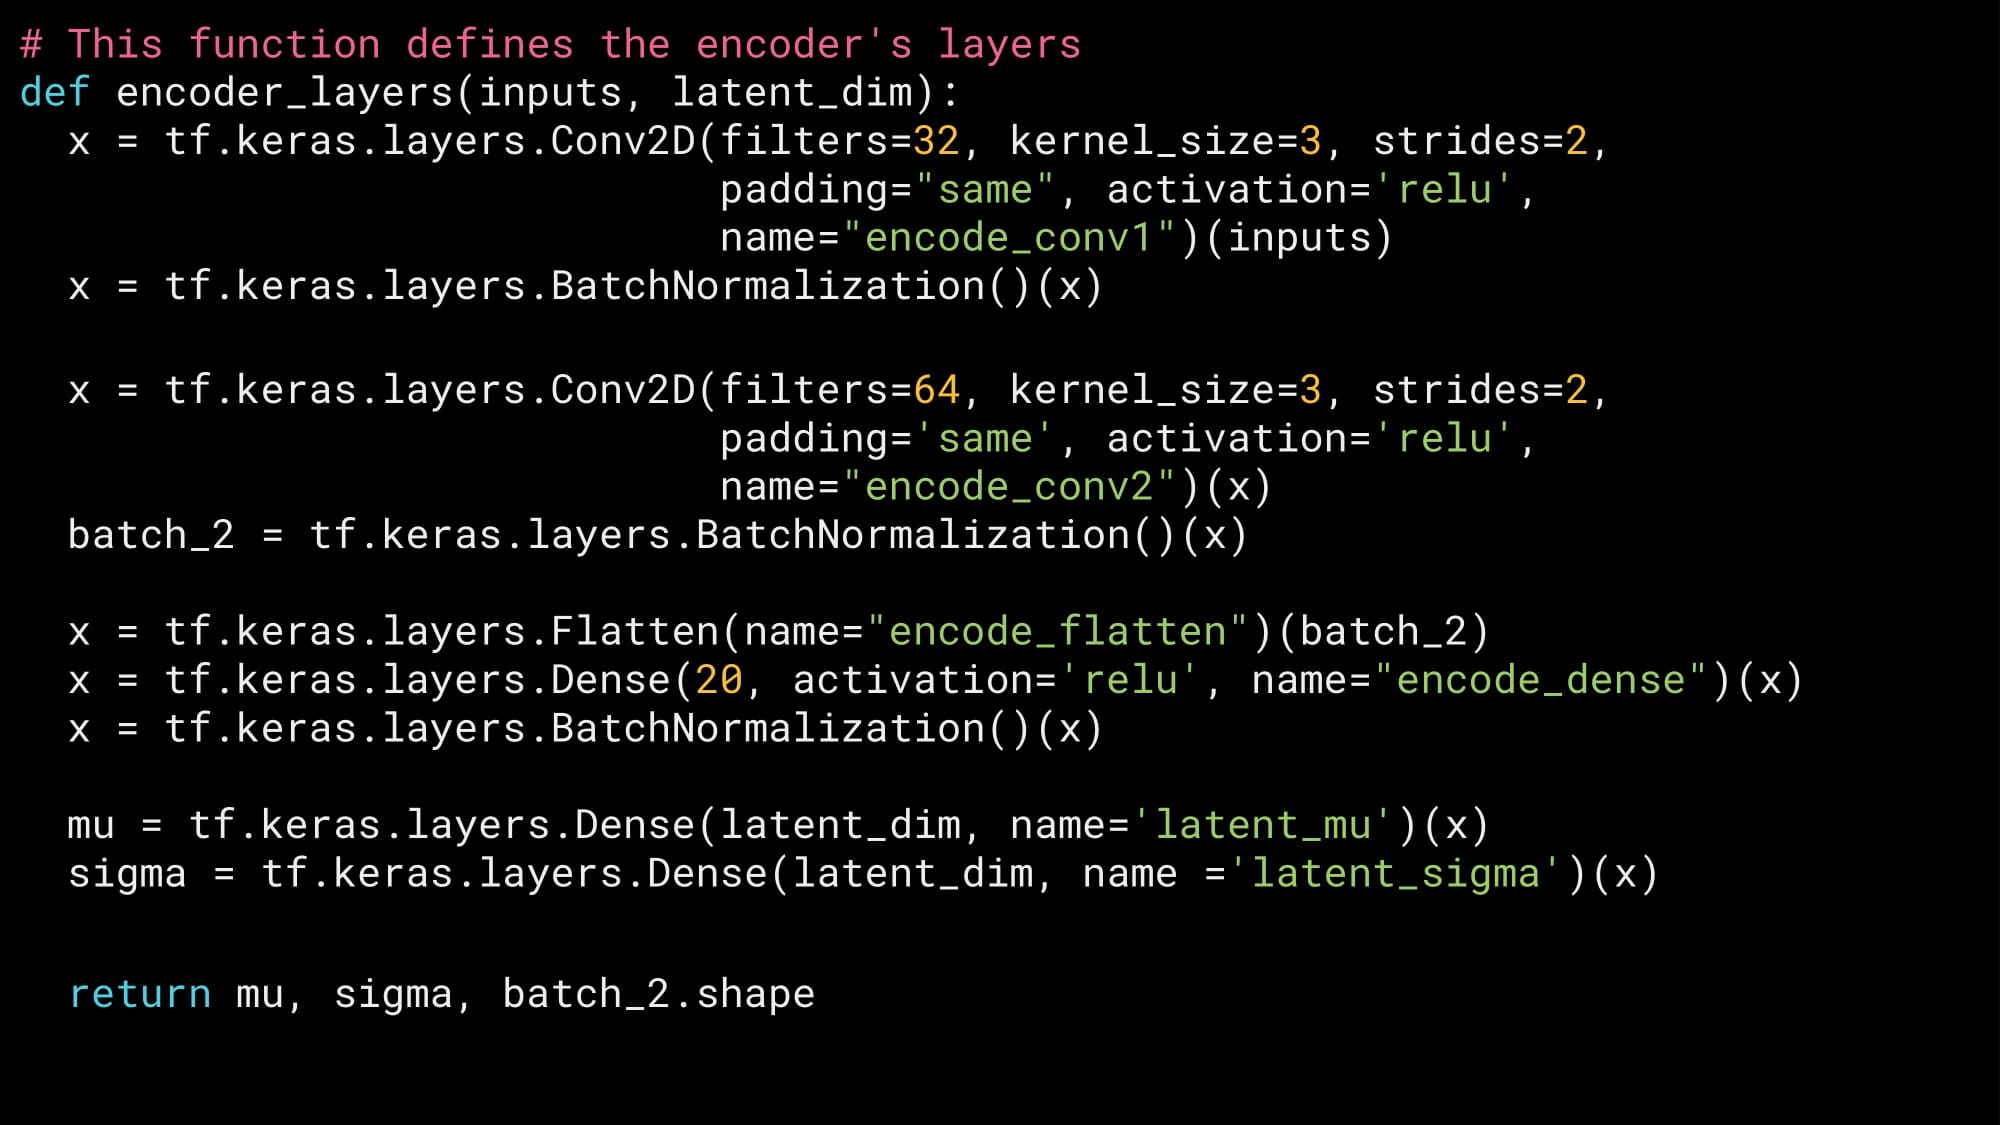 # This function defines the encoder's layers
def encoder_layers(inputs, latent_dim):
  x = tf.keras.layers.Conv2D(filters=32, kernel_size=3, strides=2,
                             padding="same", activation='relu',
                             name="encode_conv1")(inputs)
  x = tf.keras.layers.BatchNormalization()(x)
  x = tf.keras.layers.Conv2D(filters=64, kernel_size=3, strides=2,
                             padding='same', activation='relu',
                             name="encode_conv2")(x)
  batch_2 = tf.keras.layers.BatchNormalization()(x)
  x = tf.keras.layers.Flatten(name="encode_flatten")(batch_2)
  x = tf.keras.layers.Dense(20, activation='relu', name="encode_dense")(x)
  x = tf.keras.layers.BatchNormalization()(x)
  mu = tf.keras.layers.Dense(latent_dim, name='latent_mu')(x)
  sigma = tf.keras.layers.Dense(latent_dim, name ='latent_sigma')(x)
  return mu, sigma, batch_2.shape